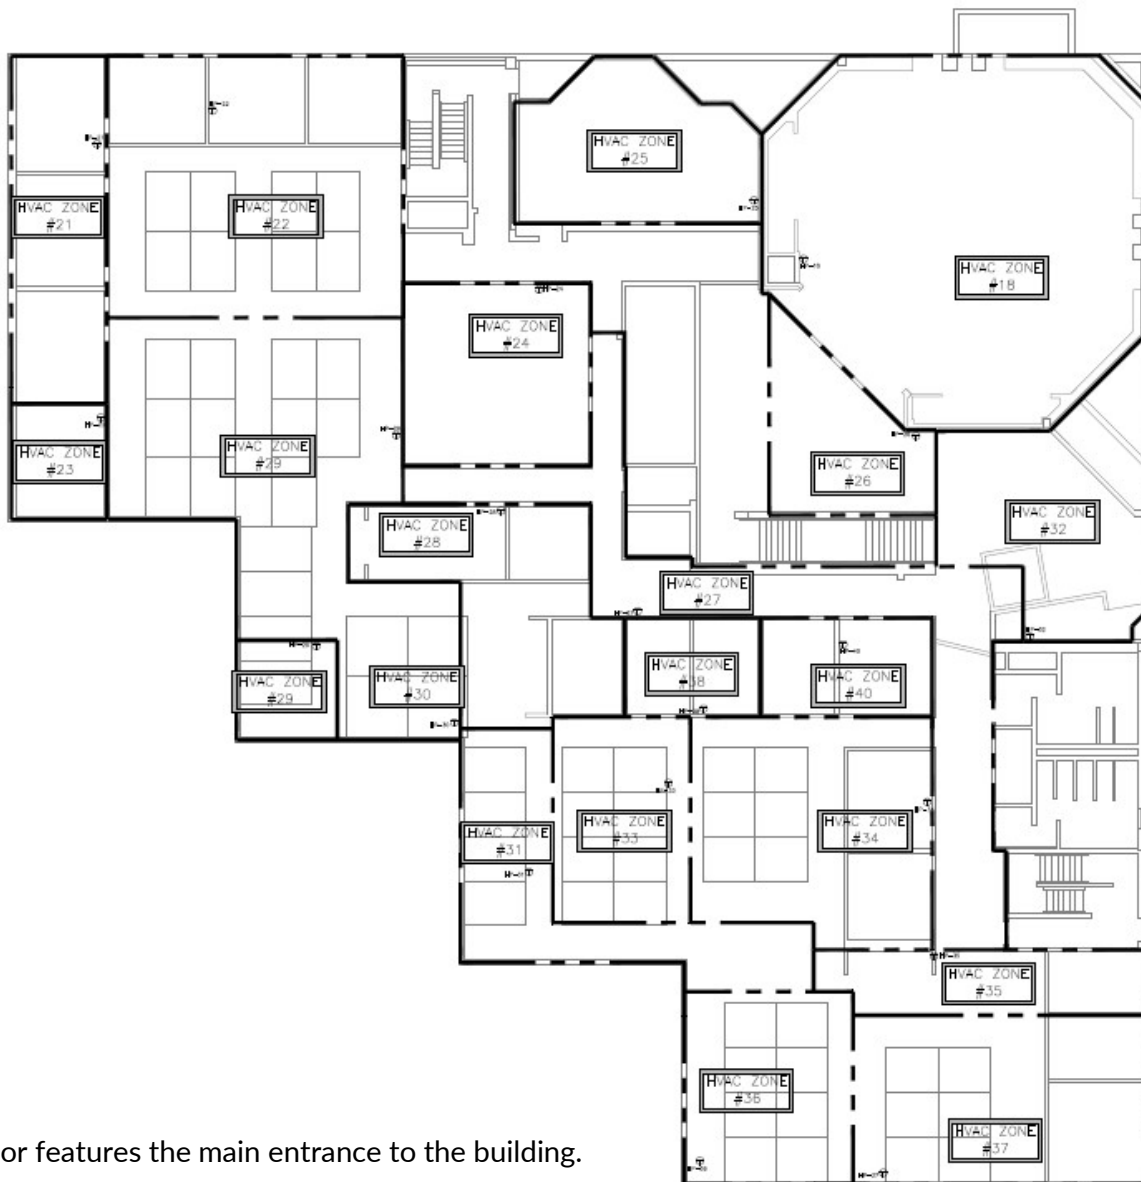 HVAC ZONE
#25
HVAC ZONE
#21
HVAC ZONE
#22
HVAC ZONE
#18
HVAC ZONE
#24
HVAC ZONE
#23
HVAC ZONE
#29
HVAC ZONE
#26
HVAC ZONE
#28
HVAC ZONE
#32
HVAC ZONE
#27
HVAC ZONE
#29
HVAC ZONE
#30
HVAC ZONE
#38
HVAC ZONE
#40
HVAC ZONE
#31
HVAC ZONE
#33
HVAC ZONE
#34
HVAC ZONE
#35
HVAC ZONE
#36
HVAC ZONE
#37
or features the main entrance to the building.